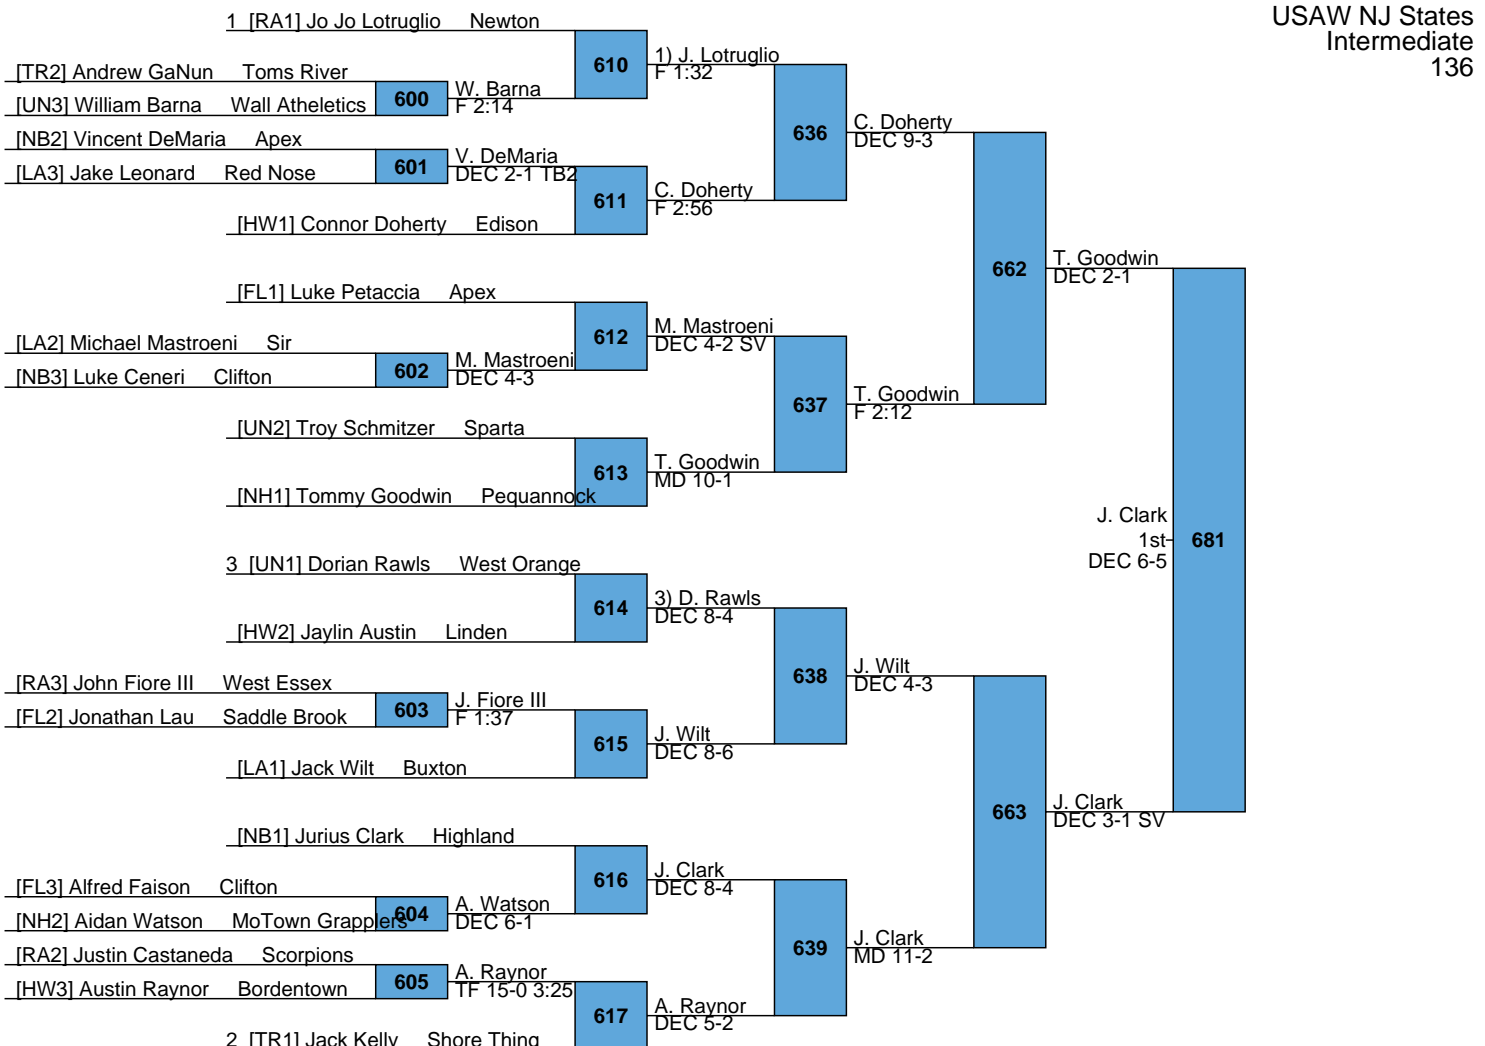 USAW NJ States
Intermediate
136
1 [RA1] Jo Jo Lotruglio Newton
610
1) J. Lotruglio
F 1:32
[TR2] Andrew GaNun Toms River
600
W. Barna
F 2:14
[UN3] William Barna Wall Atheletics
636
C. Doherty
DEC 9-3
[NB2] Vincent DeMaria Apex
601
V. DeMaria
DEC 2-1 TB2
[LA3] Jake Leonard Red Nose
611
C. Doherty
F 2:56
[HW1] Connor Doherty Edison
662
T. Goodwin
DEC 2-1
[FL1] Luke Petaccia Apex
612
M. Mastroeni
DEC 4-2 SV
[LA2] Michael Mastroeni Sir
602
M. Mastroeni
DEC 4-3
[NB3] Luke Ceneri Clifton
637
T. Goodwin
F 2:12
[UN2] Troy Schmitzer Sparta
613
T. Goodwin
MD 10-1
[NH1] Tommy Goodwin Pequannock
J. Clark
1st
DEC 6-5
681
3 [UN1] Dorian Rawls West Orange
614
3) D. Rawls
DEC 8-4
[HW2] Jaylin Austin Linden
638
J. Wilt
DEC 4-3
[RA3] John Fiore III West Essex
603
J. Fiore III
F 1:37
[FL2] Jonathan Lau Saddle Brook
615
J. Wilt
DEC 8-6
[LA1] Jack Wilt Buxton
663
J. Clark
DEC 3-1 SV
[NB1] Jurius Clark Highland
616
J. Clark
DEC 8-4
[FL3] Alfred Faison Clifton
604
A. Watson
DEC 6-1
[NH2] Aidan Watson MoTown Grapplers
639
J. Clark
MD 11-2
[RA2] Justin Castaneda Scorpions
605
A. Raynor
TF 15-0 3:25
[HW3] Austin Raynor Bordentown
617
A. Raynor
DEC 5-2
2 [TR1] Jack Kelly Shore Thing